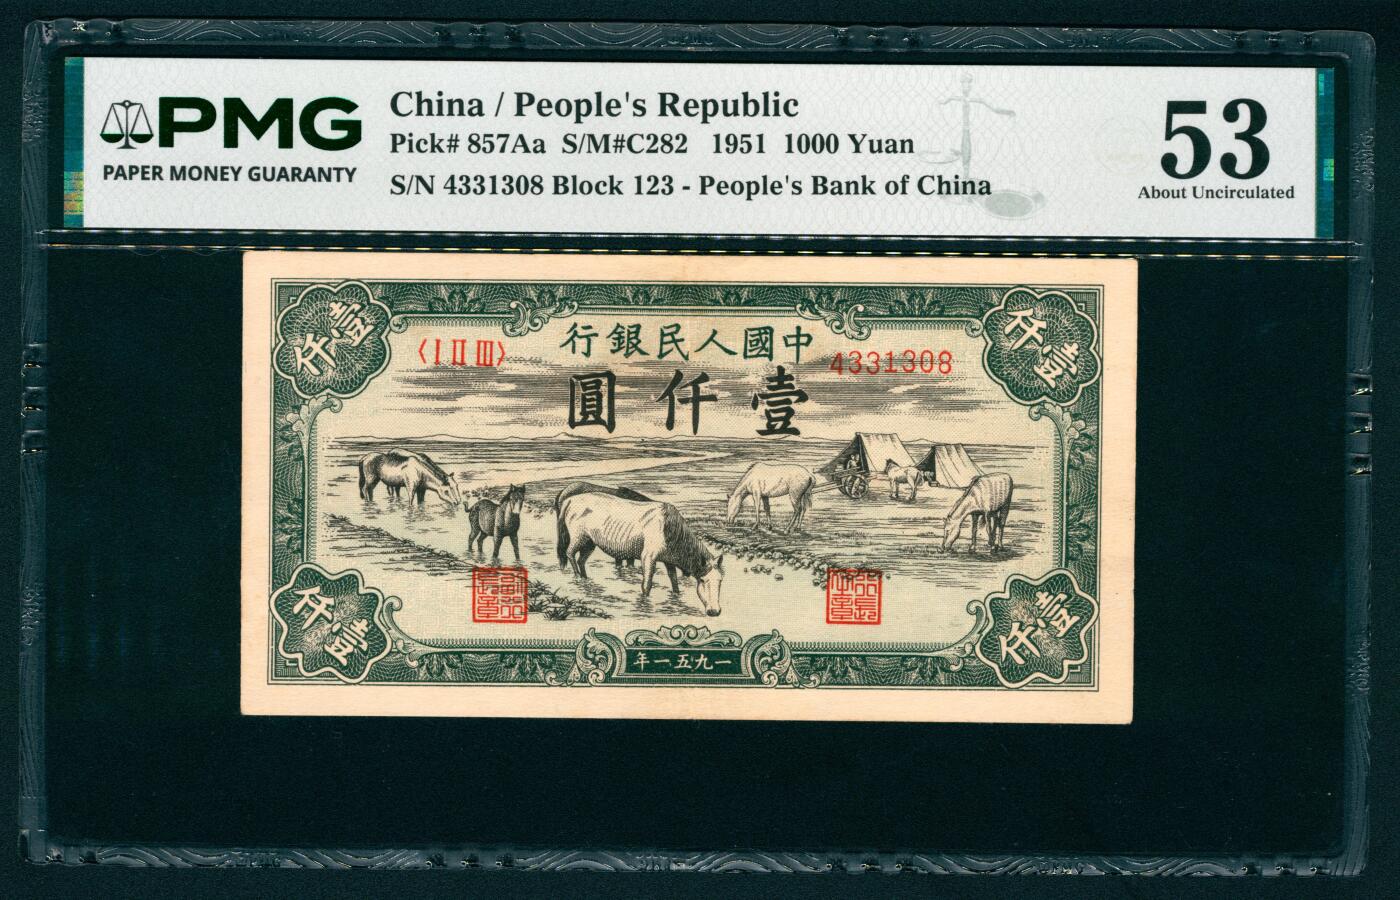 PMG
PAPER MONEY GUARANTY
China / People's Republic
Pick# 857Aa S/M#C282 1951 1000 Yuan
S/N 4331308 Block 123 - People's Bank of China
53
About Uncirculated
壹仟
仟壹
行銀民人國中
〈I II III〉
4331308
圓仟壹
仟壹
壹仟
年一五九一